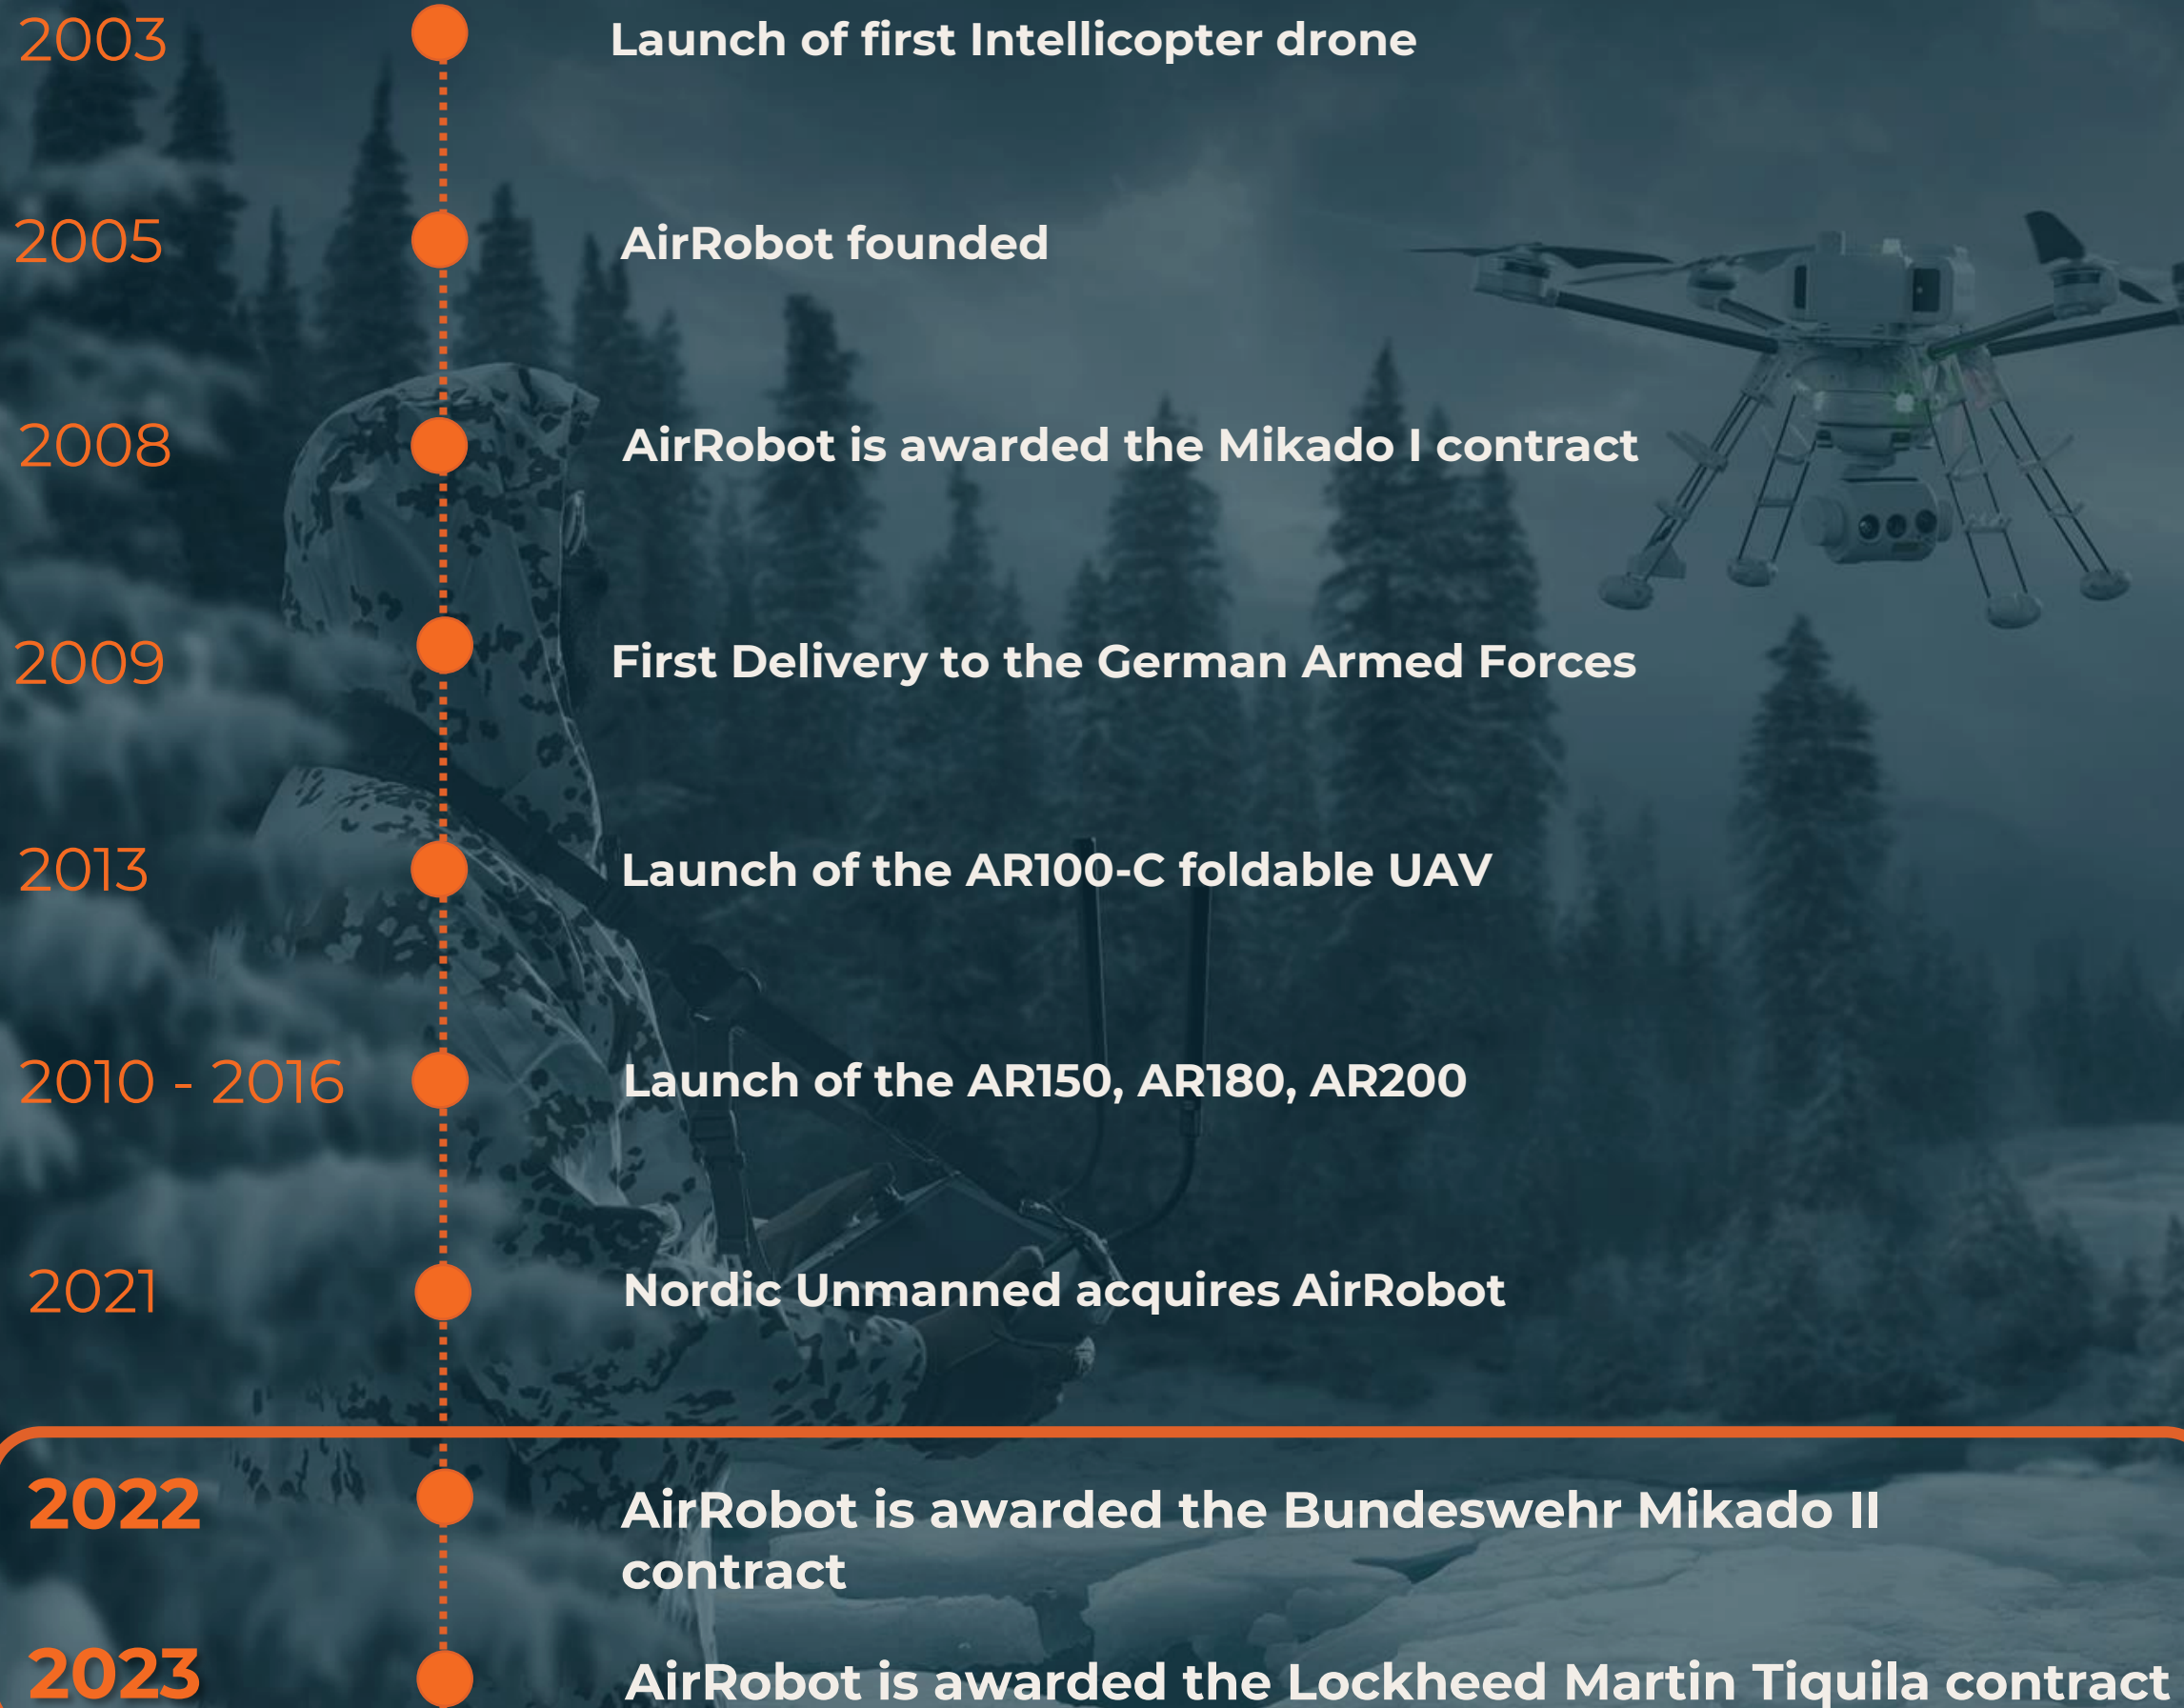 2003
Launch of first Intellicopter drone
2005
AirRobot founded
2008
AirRobot is awarded the Mikado I contract
2009
First Delivery to the German Armed Forces
2013
Launch of the AR100-C foldable UAV
2010 - 2016
Launch of the AR150, AR180, AR200
2021
Nordic Unmanned acquires AirRobot
2022
AirRobot is awarded the Bundeswehr Mikado II
contract
2023
AirRobot is awarded the Lockheed Martin Tiquila contract